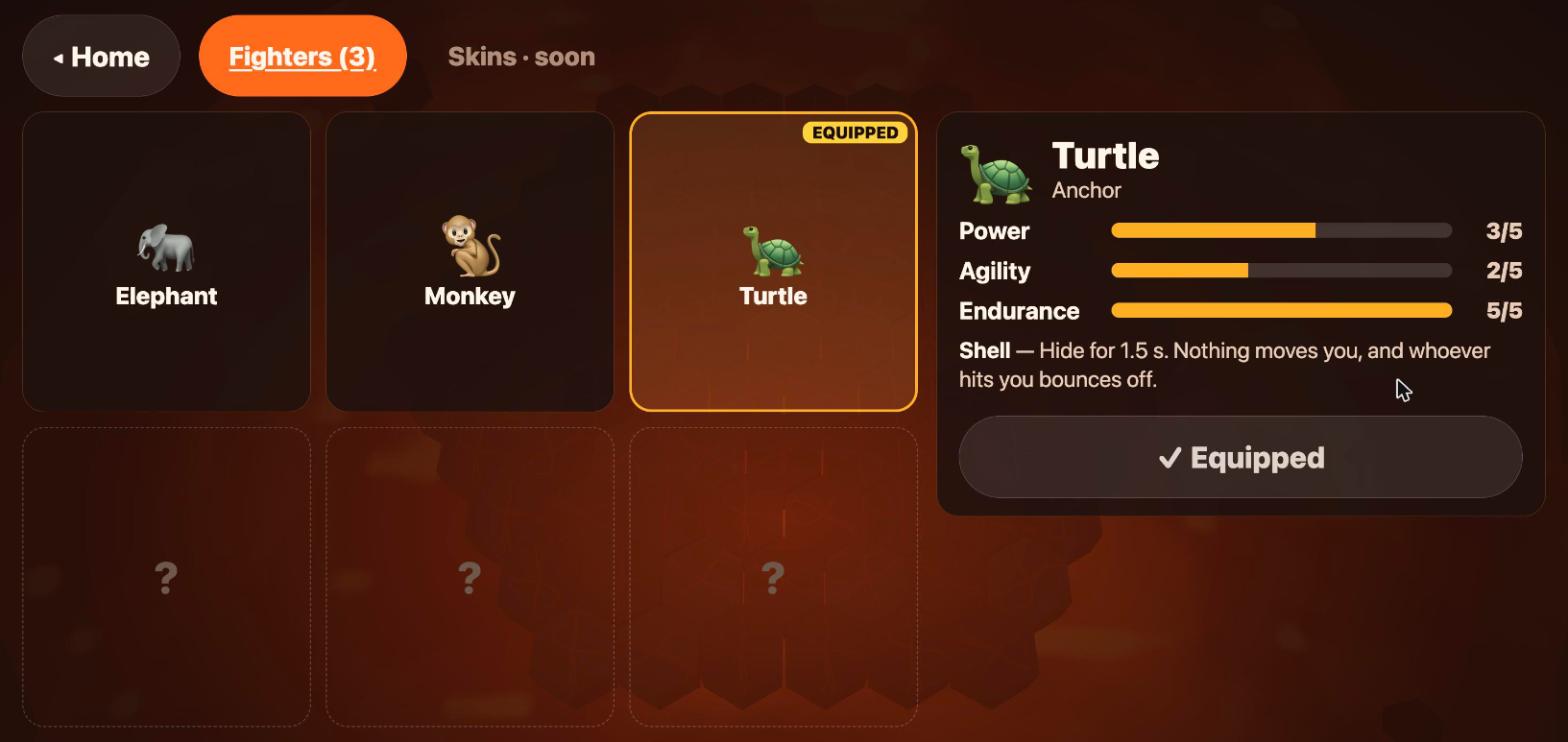 ◂ Home
Fighters (3)
Skins · soon
EQUIPPED
Elephant
Monkey
Turtle
?
?
?
Turtle
Anchor
Power 3/5
Agility 2/5
Endurance 5/5
Shell — Hide for 1.5 s. Nothing moves you, and whoever
hits you bounces off.
✓ Equipped